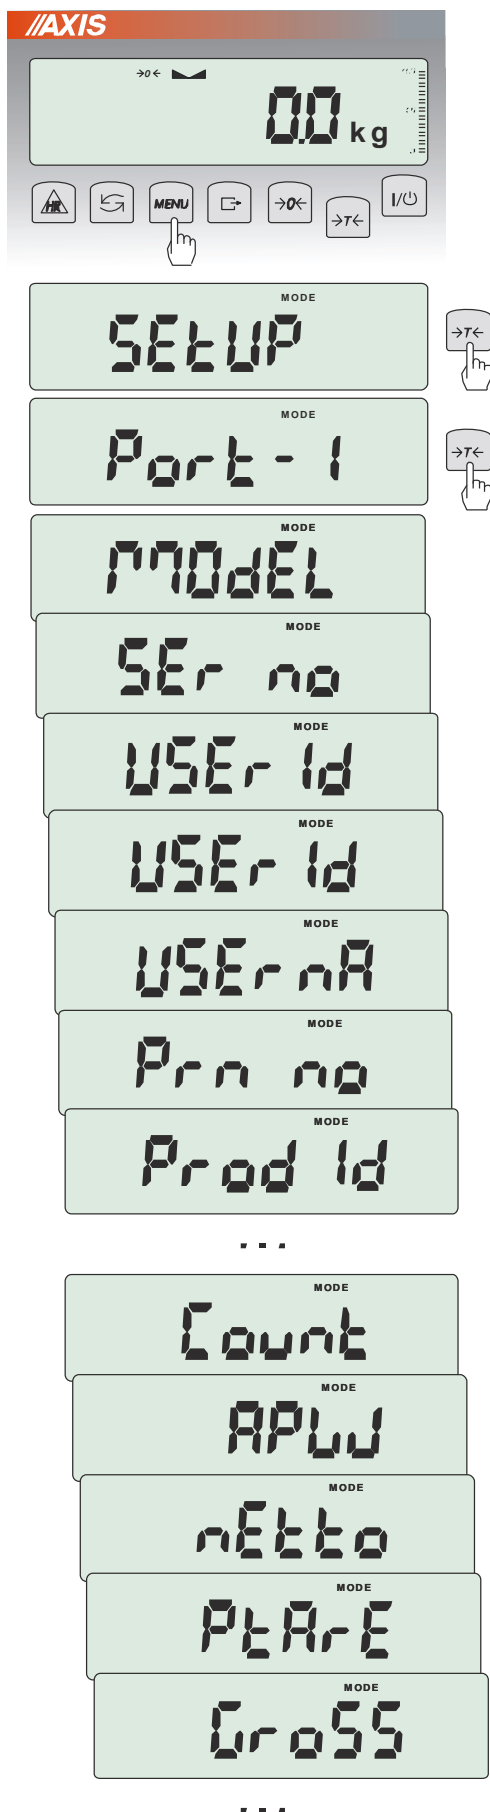 AXIS
→0←
0.0 kg
HR MENU →0← →T← I/⏻
MODE
SEtUP
→T←
MODE
Port-1
→T←
MODE
MOdEL
MODE
SEr no
MODE
USEr Id
MODE
USEr Id
MODE
USEr nA
MODE
Prn no
MODE
Prod Id
...
MODE
Count
MODE
APW
MODE
nEtto
MODE
PtArE
MODE
GroSS
...